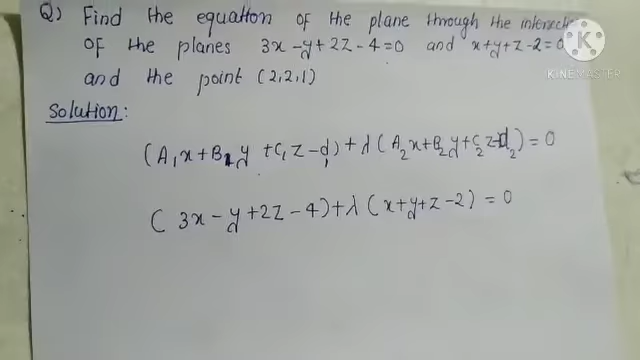 Q) Find the equation of the plane through the
of the planes 3x - y + 2z - 4 = 0 and x + y + z - 2 = 0
and the point (2,2,1)
KINEMASTER
Solution:
(A₁x + B₁y + C₁z - d₁) + λ (A₂x + B₂y + C₂z - d₂) = 0
(3x - y + 2z - 4) + λ (x + y + z - 2) = 0